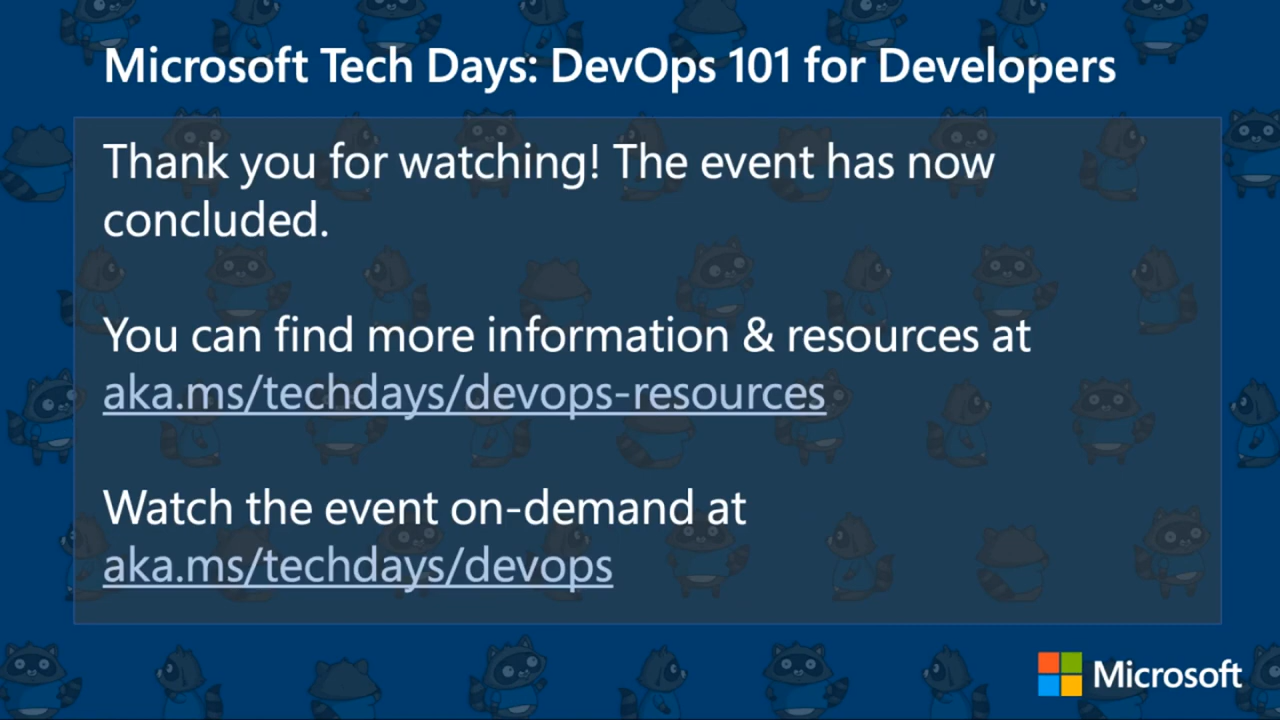 Microsoft Tech Days: DevOps 101 for Developers
Thank you for watching! The event has now
concluded.
You can find more information & resources at
aka.ms/techdays/devops-resources
Watch the event on-demand at
aka.ms/techdays/devops
Microsoft